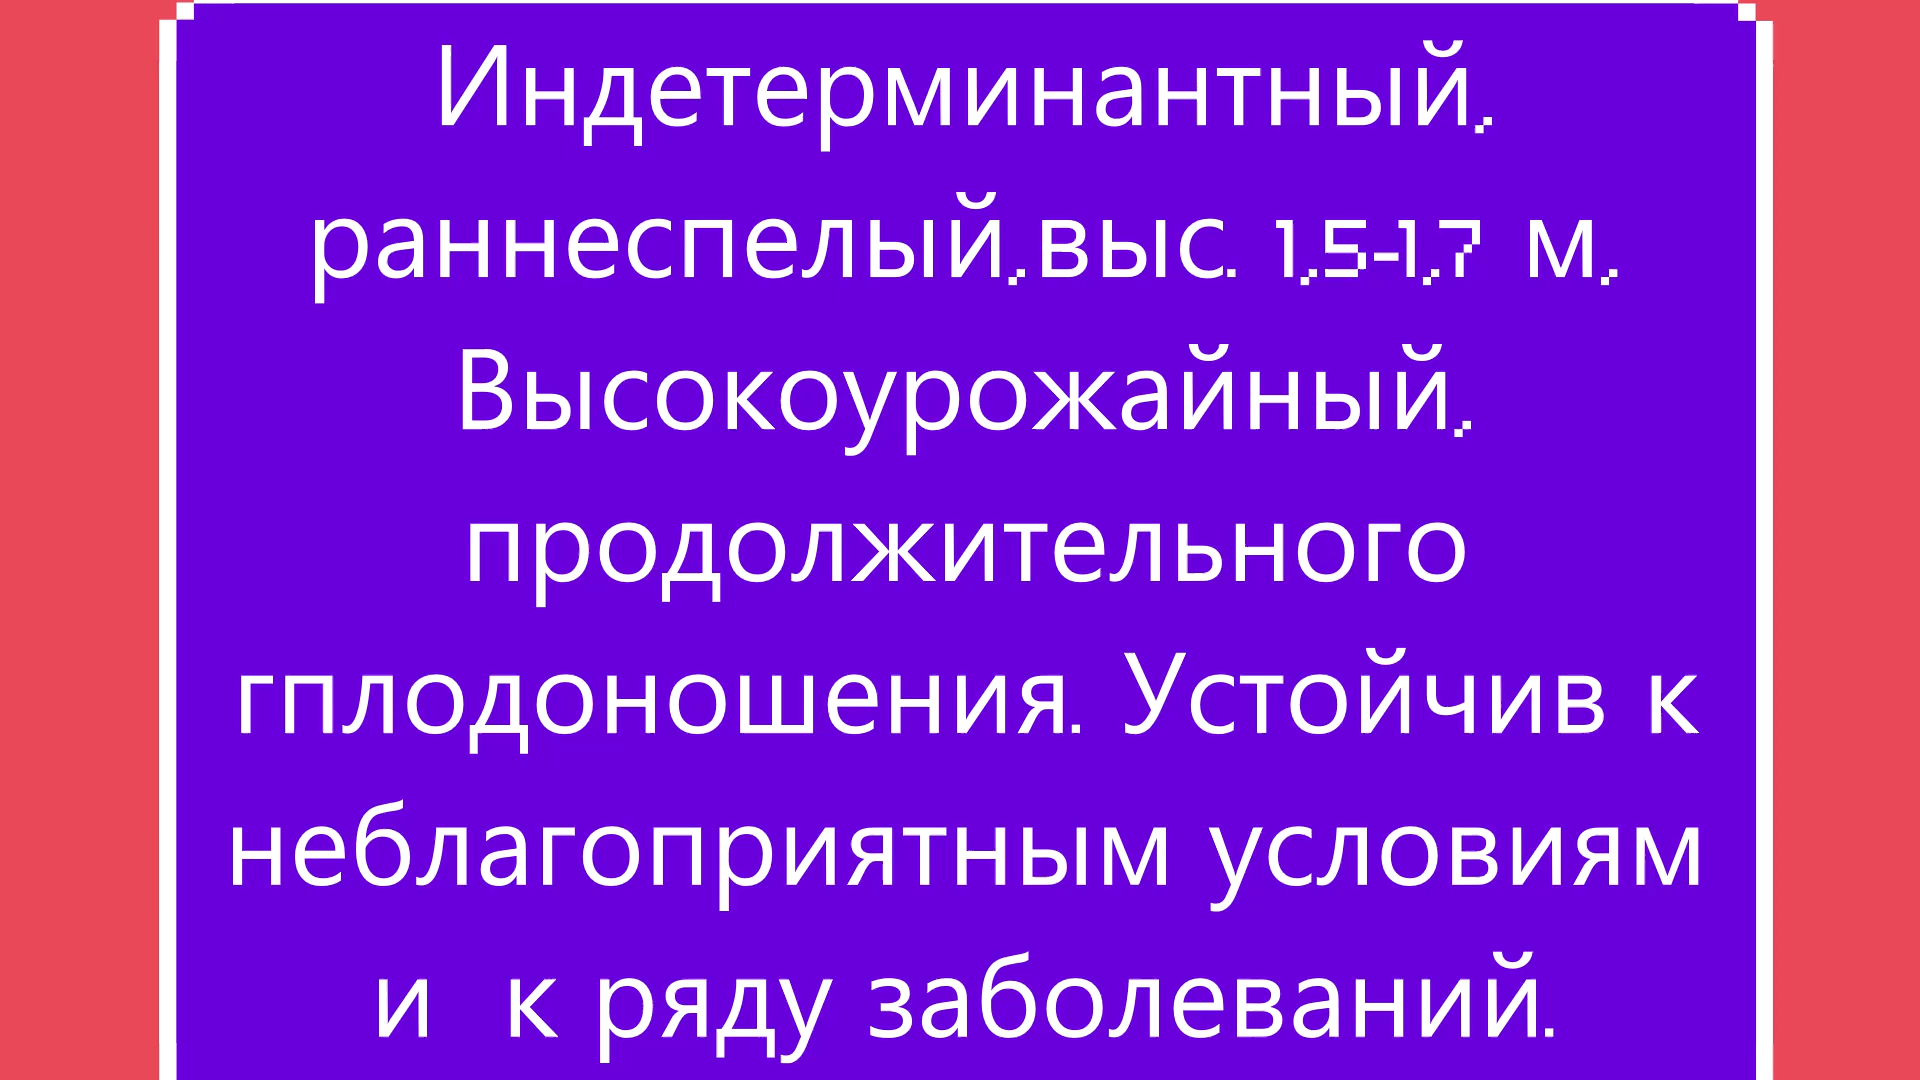 Индетерминантный,
раннеспелый,выс. 1,5-1,7 м,
Высокоурожайный,
продолжительного
гплодоношения. Устойчив к
неблагоприятным условиям
и  к ряду заболеваний.